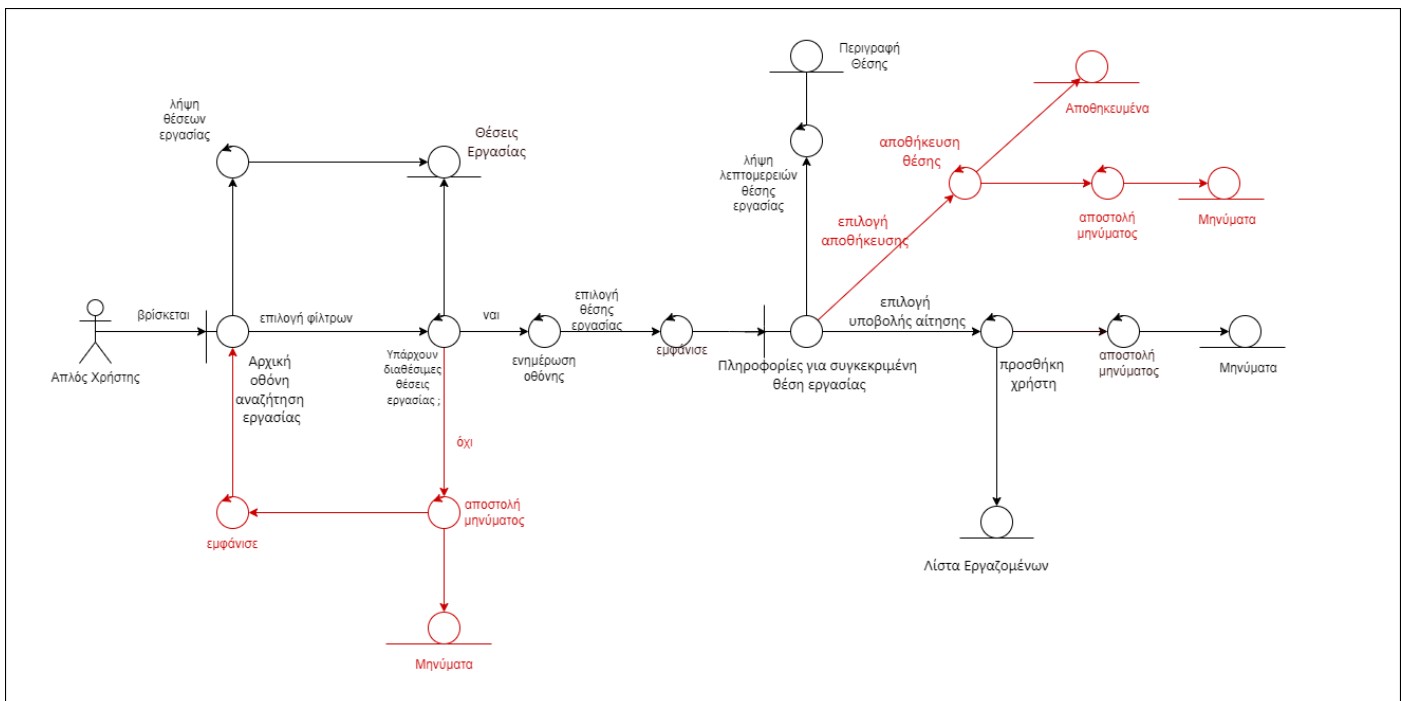 Περιγραφή
Θέσης
Αποθηκευμένα
λήψη
θέσεων
εργασίας
Θέσεις
Εργασίας
αποθήκευση
θέσης
λήψη
λεπτομερειών
θέσης
εργασίας
επιλογή
αποθήκευσης
αποστολή
μηνύματος
Μηνύματα
βρίσκεται
επιλογή φίλτρων
ναι
επιλογή
θέσης
εργασίας
επιλογή
υποβολής αίτησης
Απλός Χρήστης
Αρχική
οθόνη
αναζήτηση
εργασίας
Υπάρχουν
διαθέσιμες
θέσεις
εργασίας ;
ενημέρωση
οθόνης
εμφάνισε
Πληροφορίες για συγκεκριμένη
θέση εργασίας
προσθήκη
χρήστη
αποστολή
μηνύματος
Μηνύματα
όχι
αποστολή
μηνύματος
εμφάνισε
Λίστα Εργαζομένων
Μηνύματα